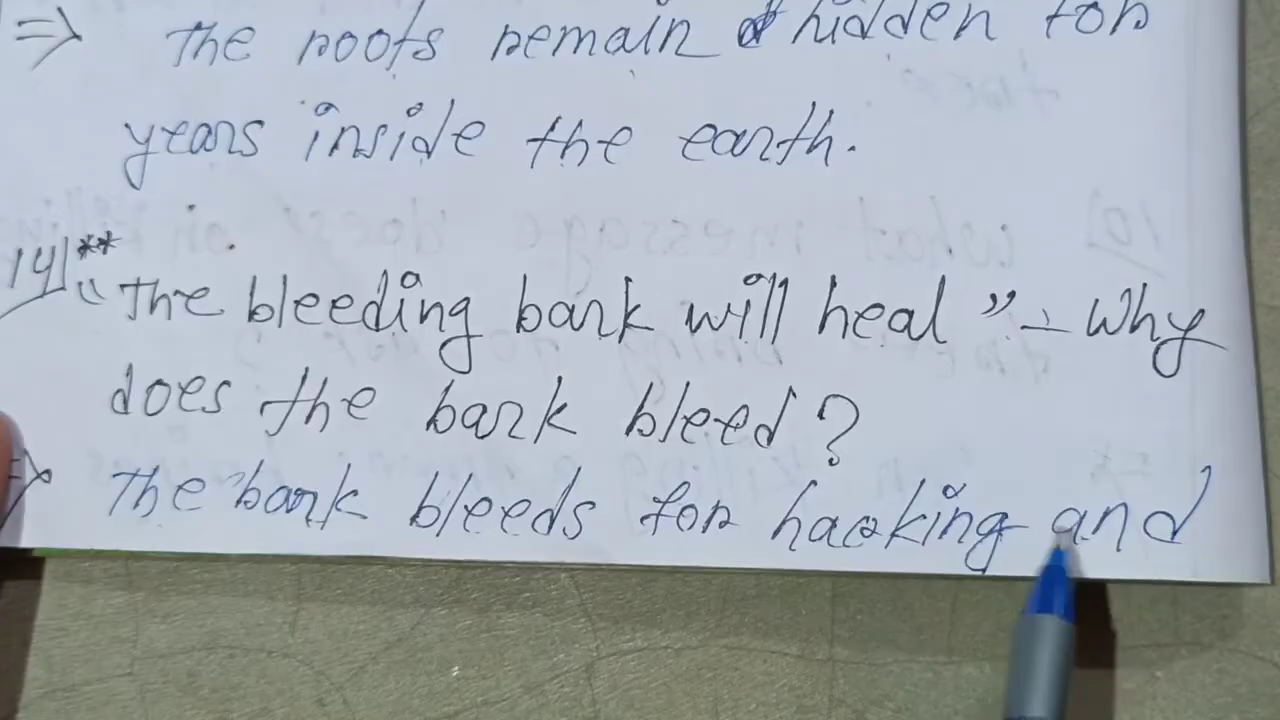 => The roots remain hidden for
years inside the earth.
14) ** "The bleeding bark will heal" - Why
does the bark bleed?
=> The bark bleeds for hacking and